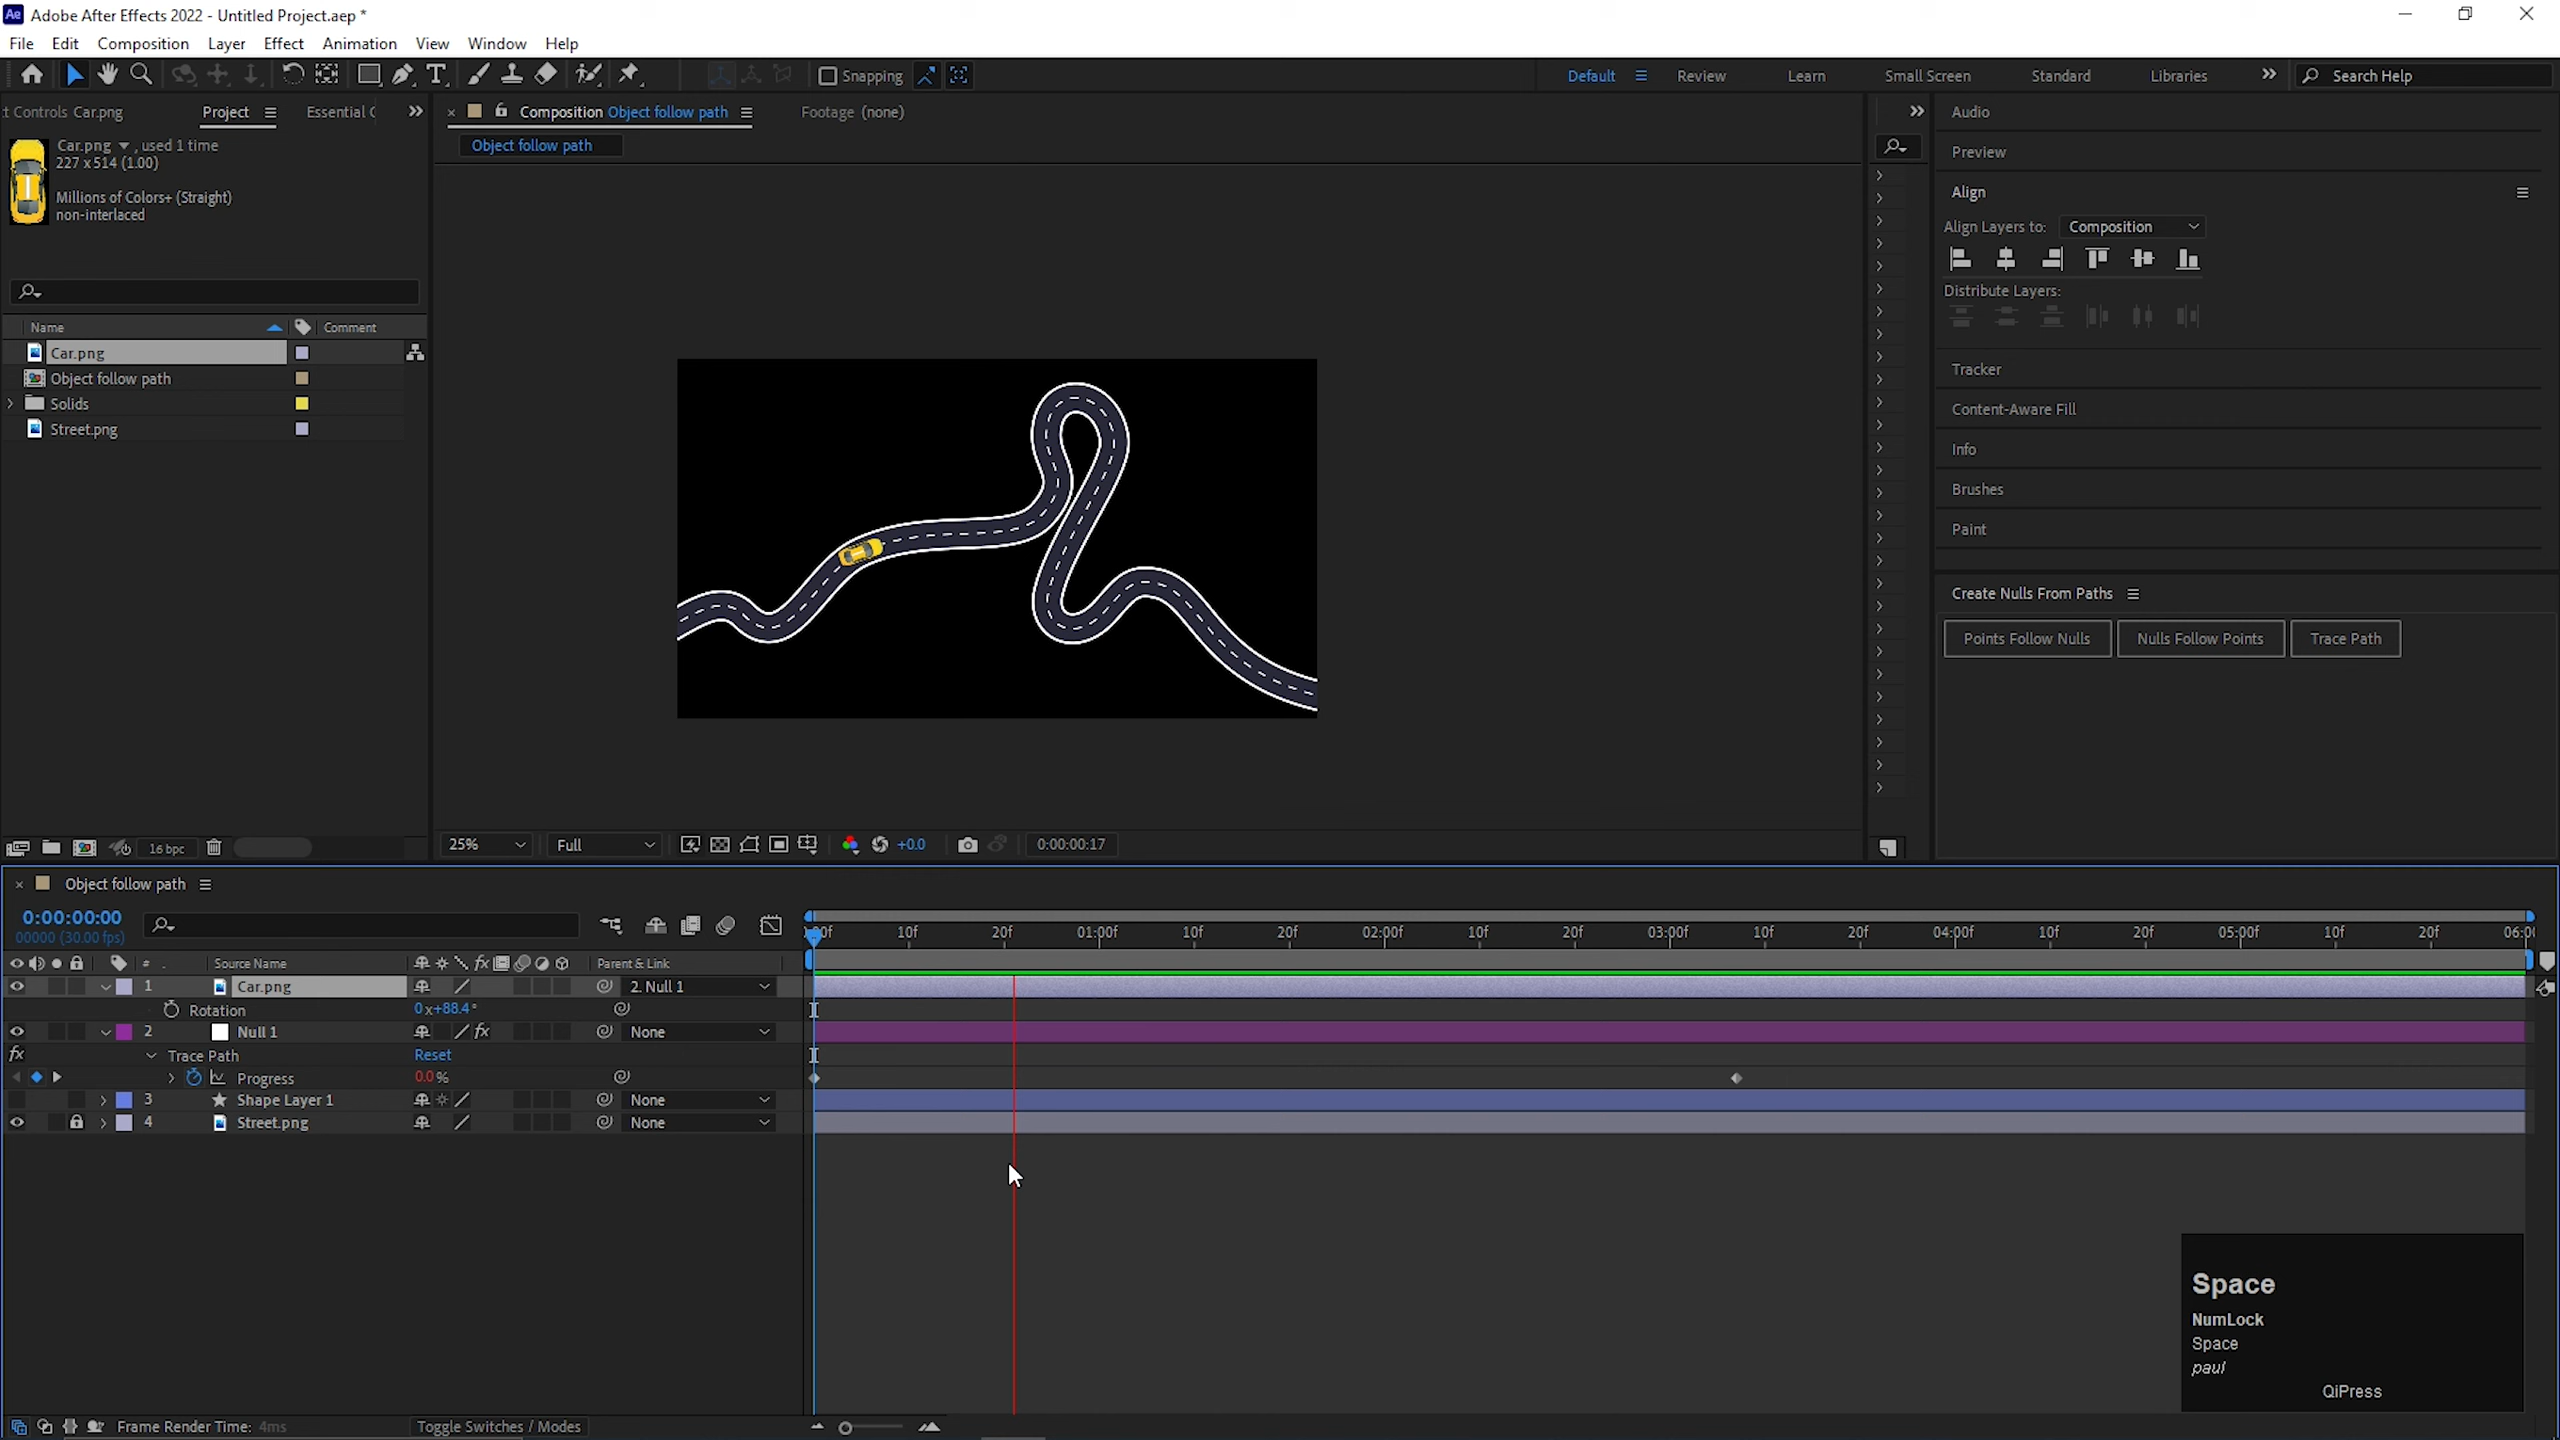 Ae Adobe After Effects 2022 - Untitled Project.aep *
File Edit Composition Layer Effect Animation View Window Help
Snapping Default Review Learn Small Screen Standard Libraries Search Help
t Controls Car.png Project Essential Composition Object follow path Footage (none) Audio
Object follow path
Car.png , used 1 time
227 x 514 (1.00)
Millions of Colors+ (Straight)
non-interlaced
Preview
Align
Align Layers to: Composition
Distribute Layers:
Name Comment
Car.png
Object follow path
Solids
Street.png
Tracker
Content-Aware Fill
Info
Brushes
Paint
Create Nulls From Paths
Points Follow Nulls Nulls Follow Points Trace Path
16 bpc 25% Full +0.0 0:00:00:17
Object follow path
0:00:00:00
00000 (30.00 fps)
00f 10f 20f 01:00f 10f 20f 02:00f 10f 20f 03:00f 10f 20f 04:00f 10f 20f 05:00f 10f 20f 06:0
# Source Name fx Parent & Link
1 Car.png 2. Null 1
Rotation 0x+88.4°
2 Null 1 fx None
fx Trace Path Reset
Progress 0.0%
3 Shape Layer 1 None
4 Street.png None
Space
NumLock
Space
paul
QiPress
Frame Render Time: 4ms Toggle Switches / Modes